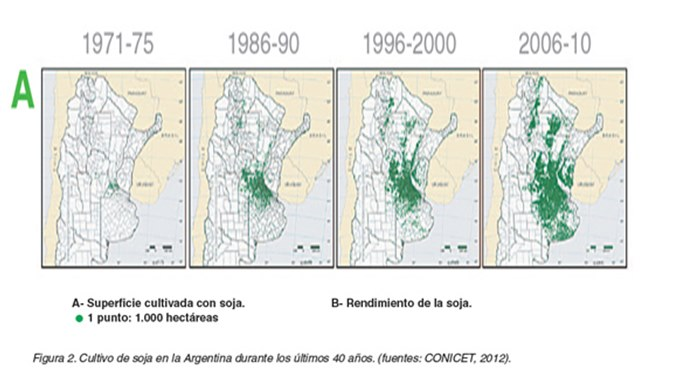 1971-75
1986-90
1996-2000
2006-10
A
A- Superficie cultivada con soja.
B- Rendimiento de la soja.
1 punto: 1.000 hectáreas
Figura 2. Cultivo de soja en la Argentina durante los últimos 40 años. (fuentes: CONICET, 2012).